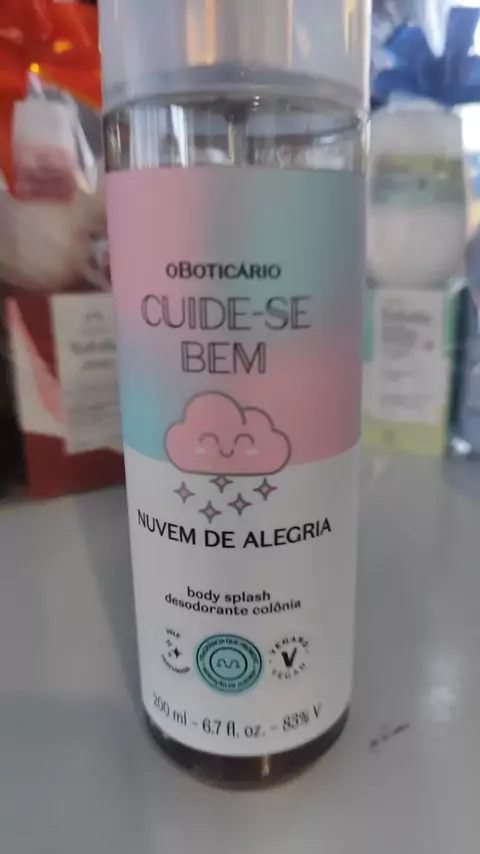 oBOTICÁRIO
CUIDE-SE
BEM
NUVEM DE ALEGRIA
body splash
desodorante colônia
VEGANO
VEGAN
200 ml - 6.7 fl. oz. - 83% V